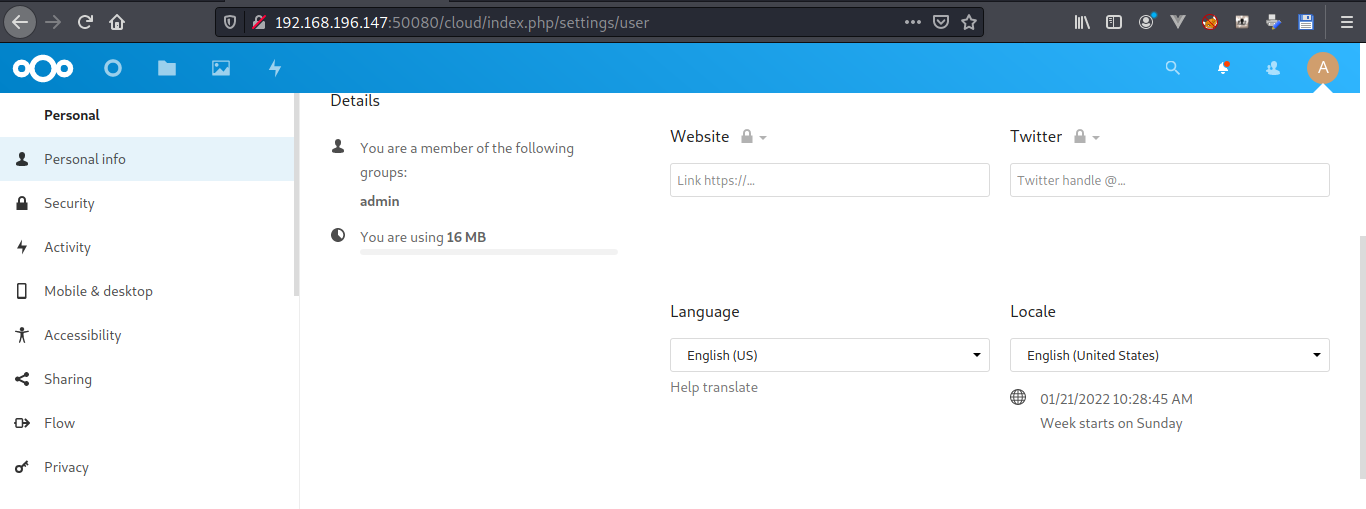 192.168.196.147:50080/cloud/index.php/settings/user
A
Personal
Personal info
Security
Activity
Mobile & desktop
Accessibility
Sharing
Flow
Privacy
Details
You are a member of the following
groups:
admin
You are using 16 MB
Website
Link https://…
Twitter
Twitter handle @…
Language
English (US)
Help translate
Locale
English (United States)
01/21/2022 10:28:45 AM
Week starts on Sunday